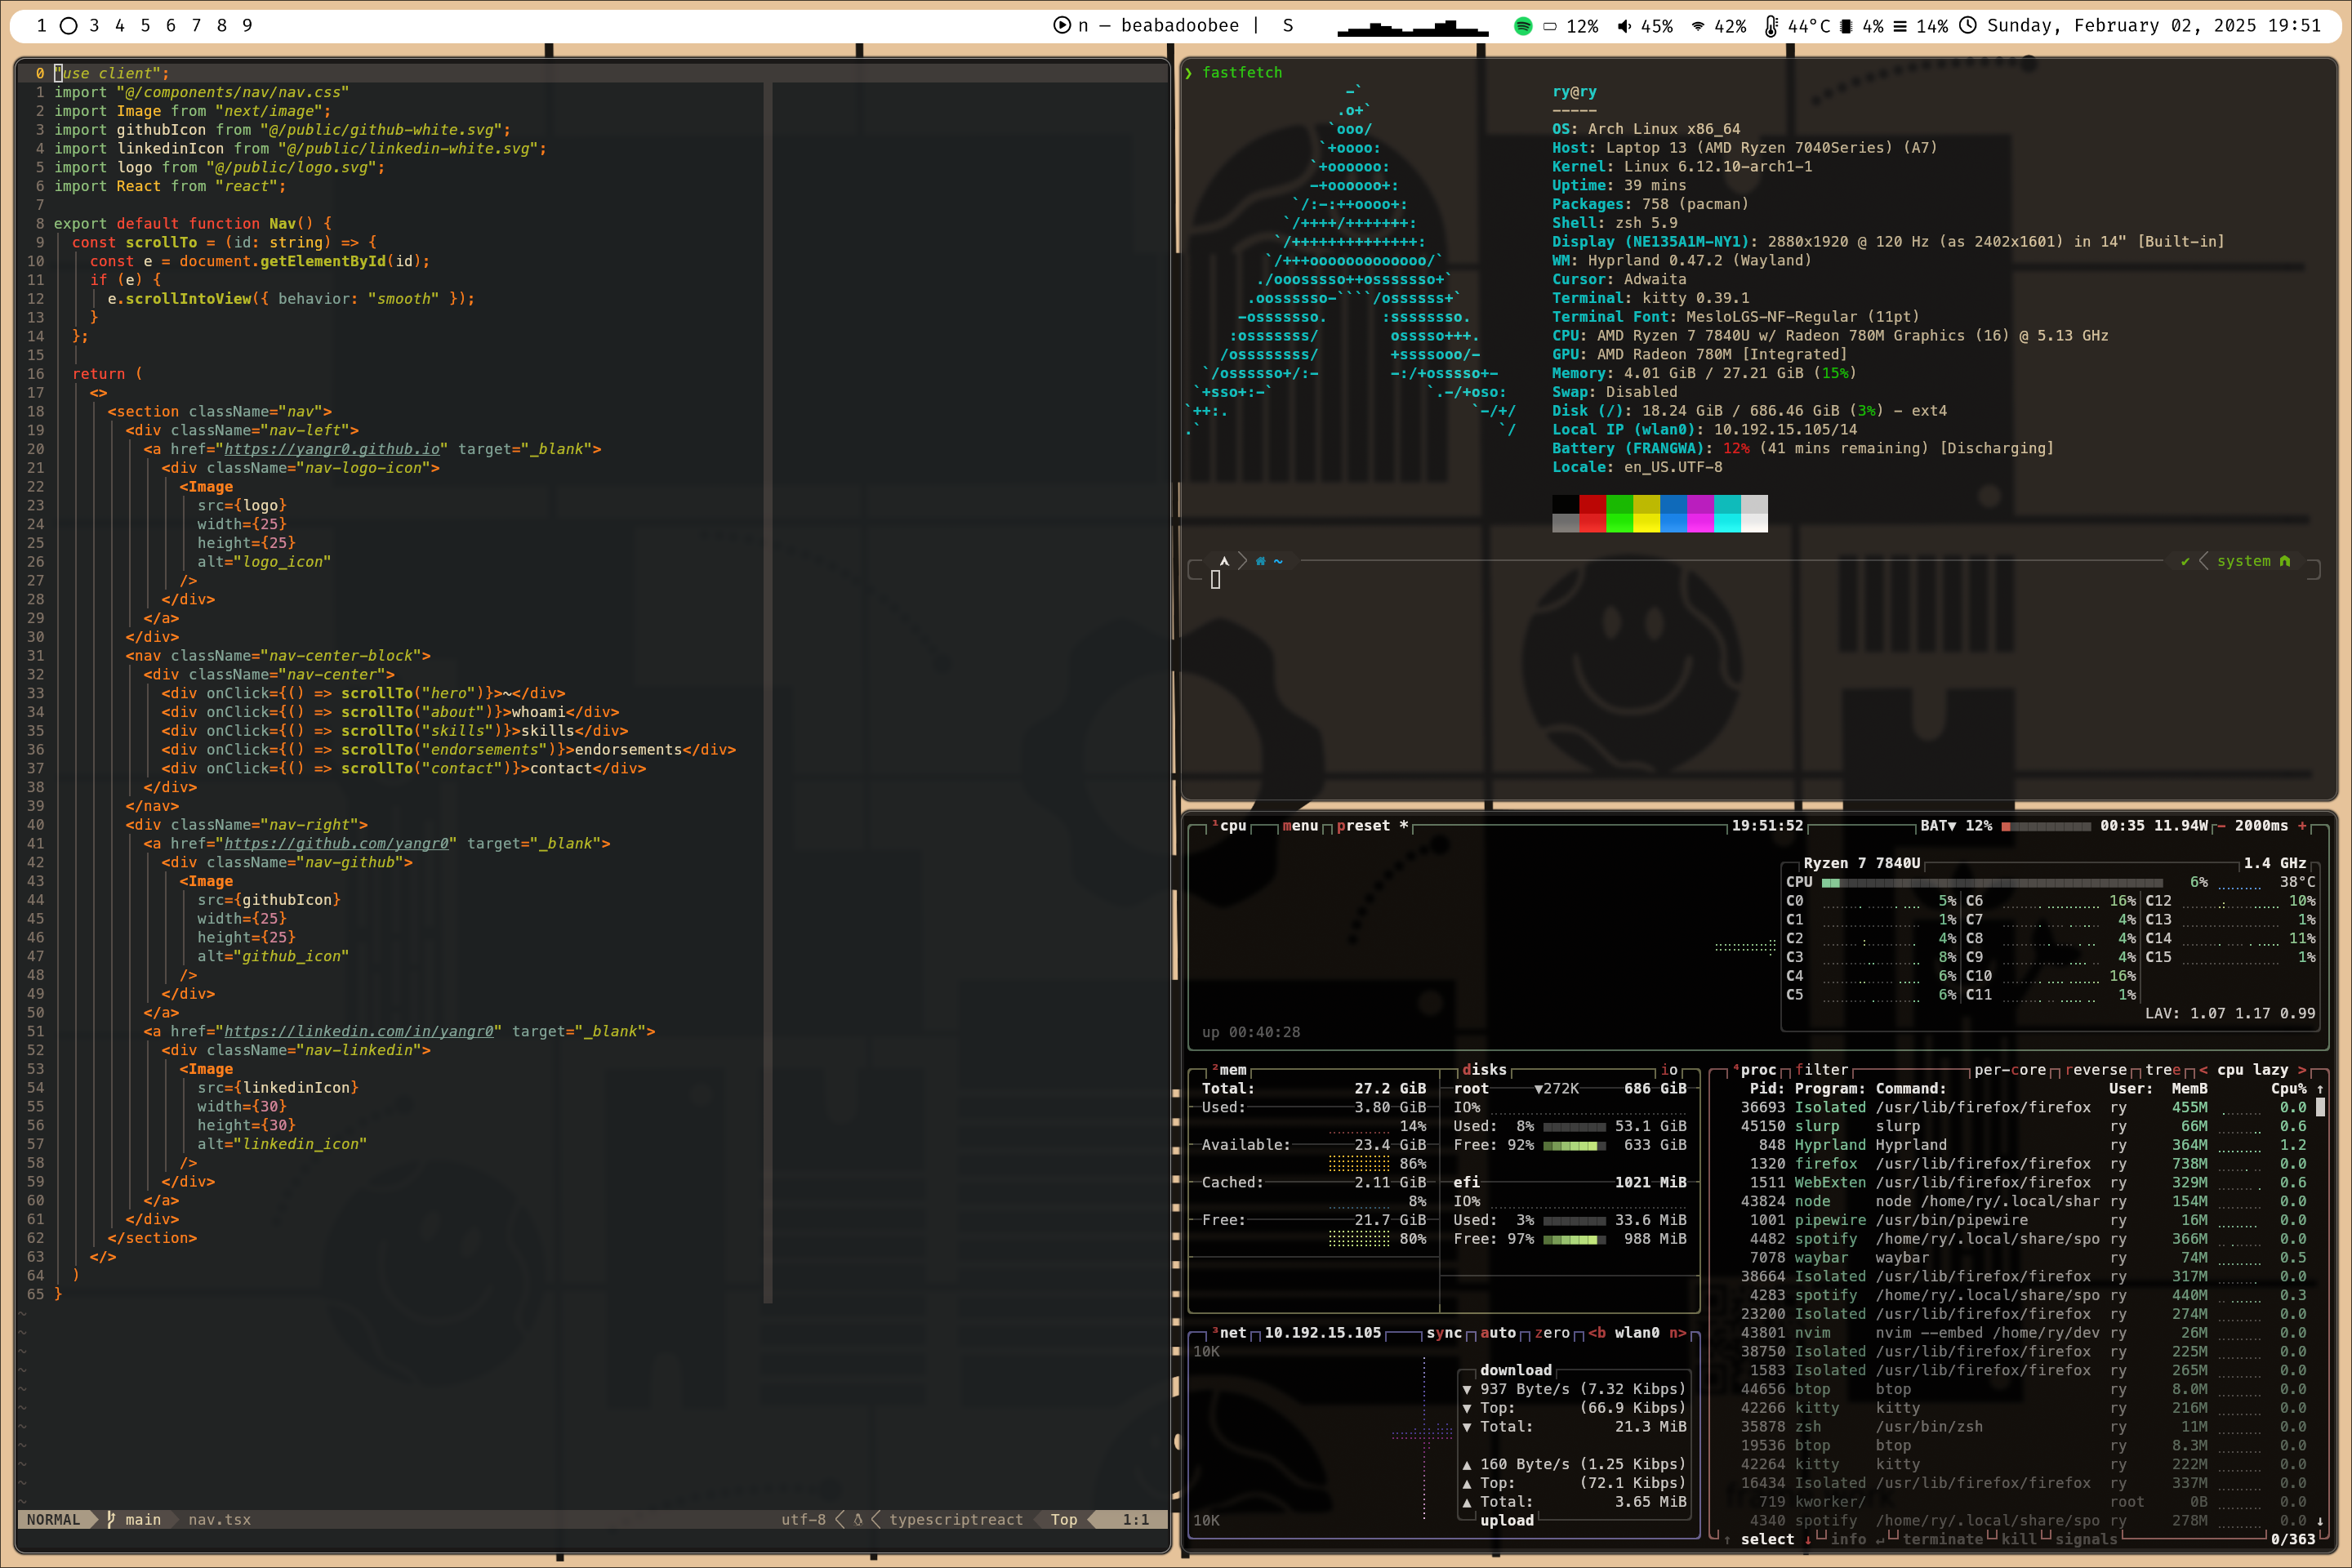 1 3 4 5 6 7 8 9
n — beabadoobee | S
12% 45% 42% 44°C 4% 14% Sunday, February 02, 2025 19:51
0 "use client";
1 import "@/components/nav/nav.css"
2 import Image from "next/image";
3 import githubIcon from "@/public/github-white.svg";
4 import linkedinIcon from "@/public/linkedin-white.svg";
5 import logo from "@/public/logo.svg";
6 import React from "react";
7
8 export default function Nav() {
9   const scrollTo = (id: string) => {
10     const e = document.getElementById(id);
11     if (e) {
12       e.scrollIntoView({ behavior: "smooth" });
13     }
14   };
15
16   return (
17     <>
18       <section className="nav">
19         <div className="nav-left">
20           <a href="https://yangr0.github.io" target="_blank">
21             <div className="nav-logo-icon">
22               <Image
23                 src={logo}
24                 width={25}
25                 height={25}
26                 alt="logo_icon"
27               />
28             </div>
29           </a>
30         </div>
31         <nav className="nav-center-block">
32           <div className="nav-center">
33             <div onClick={() => scrollTo("hero")}>~</div>
34             <div onClick={() => scrollTo("about")}>whoami</div>
35             <div onClick={() => scrollTo("skills")}>skills</div>
36             <div onClick={() => scrollTo("endorsements")}>endorsements</div>
37             <div onClick={() => scrollTo("contact")}>contact</div>
38           </div>
39         </nav>
40         <div className="nav-right">
41           <a href="https://github.com/yangr0" target="_blank">
42             <div className="nav-github">
43               <Image
44                 src={githubIcon}
45                 width={25}
46                 height={25}
47                 alt="github_icon"
48               />
49             </div>
50           </a>
51           <a href="https://linkedin.com/in/yangr0" target="_blank">
52             <div className="nav-linkedin">
53               <Image
54                 src={linkedinIcon}
55                 width={30}
56                 height={30}
57                 alt="linkedin_icon"
58               />
59             </div>
60           </a>
61         </div>
62       </section>
63     </>
64   )
65 }
NORMAL main nav.tsx utf-8 typescriptreact Top 1:1
❯ fastfetch
ry@ry
-----
OS: Arch Linux x86_64
Host: Laptop 13 (AMD Ryzen 7040Series) (A7)
Kernel: Linux 6.12.10-arch1-1
Uptime: 39 mins
Packages: 758 (pacman)
Shell: zsh 5.9
Display (NE135A1M-NY1): 2880x1920 @ 120 Hz (as 2402x1601) in 14" [Built-in]
WM: Hyprland 0.47.2 (Wayland)
Cursor: Adwaita
Terminal: kitty 0.39.1
Terminal Font: MesloLGS-NF-Regular (11pt)
CPU: AMD Ryzen 7 7840U w/ Radeon 780M Graphics (16) @ 5.13 GHz
GPU: AMD Radeon 780M [Integrated]
Memory: 4.01 GiB / 27.21 GiB (15%)
Swap: Disabled
Disk (/): 18.24 GiB / 686.46 GiB (3%) - ext4
Local IP (wlan0): 10.192.15.105/14
Battery (FRANGWA): 12% (41 mins remaining) [Discharging]
Locale: en_US.UTF-8
~ ✔ system
¹cpu menu preset * 19:51:52 BAT▼ 12% 00:35 11.94W - 2000ms +
Ryzen 7 7840U 1.4 GHz
CPU 6% 38°C
C0 5% C6 16% C12 10%
C1 1% C7 4% C13 1%
C2 4% C8 4% C14 11%
C3 8% C9 4% C15 1%
C4 6% C10 16%
C5 6% C11 1%
LAV: 1.07 1.17 0.99
up 00:40:28
²mem
Total: 27.2 GiB
Used: 3.80 GiB
14%
Available: 23.4 GiB
86%
Cached: 2.11 GiB
8%
Free: 21.7 GiB
80%
disks io
root ▼272K 686 GiB
IO%
Used: 8% 53.1 GiB
Free: 92% 633 GiB
efi 1021 MiB
IO%
Used: 3% 33.6 MiB
Free: 97% 988 MiB
³net 10.192.15.105 sync auto zero <b wlan0 n>
10K
download
▼ 937 Byte/s (7.32 Kibps)
▼ Top: (66.9 Kibps)
▼ Total: 21.3 MiB
▲ 160 Byte/s (1.25 Kibps)
▲ Top: (72.1 Kibps)
▲ Total: 3.65 MiB
10K upload
⁴proc filter per-core reverse tree < cpu lazy >
Pid: Program: Command: User: MemB Cpu% ↑
36693 Isolated /usr/lib/firefox/firefox ry 455M 0.0
45150 slurp slurp ry 66M 0.6
848 Hyprland Hyprland ry 364M 1.2
1320 firefox /usr/lib/firefox/firefox ry 738M 0.0
1511 WebExten /usr/lib/firefox/firefox ry 329M 0.6
43824 node node /home/ry/.local/shar ry 154M 0.0
1001 pipewire /usr/bin/pipewire ry 16M 0.0
4482 spotify /home/ry/.local/share/spo ry 366M 0.0
7078 waybar waybar ry 74M 0.5
38664 Isolated /usr/lib/firefox/firefox ry 317M 0.0
4283 spotify /home/ry/.local/share/spo ry 440M 0.3
23200 Isolated /usr/lib/firefox/firefox ry 274M 0.0
43801 nvim nvim --embed /home/ry/dev ry 26M 0.0
38750 Isolated /usr/lib/firefox/firefox ry 225M 0.0
1583 Isolated /usr/lib/firefox/firefox ry 265M 0.0
44656 btop btop ry 8.0M 0.0
42266 kitty kitty ry 216M 0.0
35878 zsh /usr/bin/zsh ry 11M 0.0
19536 btop btop ry 8.3M 0.0
42264 kitty kitty ry 222M 0.0
16434 Isolated /usr/lib/firefox/firefox ry 337M 0.0
719 kworker/ root 0B 0.0
4340 spotify /home/ry/.local/share/spo ry 278M 0.0 ↓
↑ select ↓ info ↵ terminate kill signals 0/363